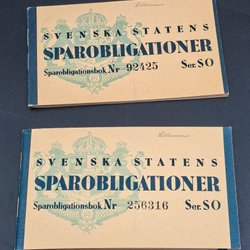 SVENSKA STATENS
SPAROBLIGATIONER
Sparobligationsbok Nr 92425 Ser. SO
SVENSKA STATENS
SPAROBLIGATIONER
Sparobligationsbok Nr 256316 Ser. SO